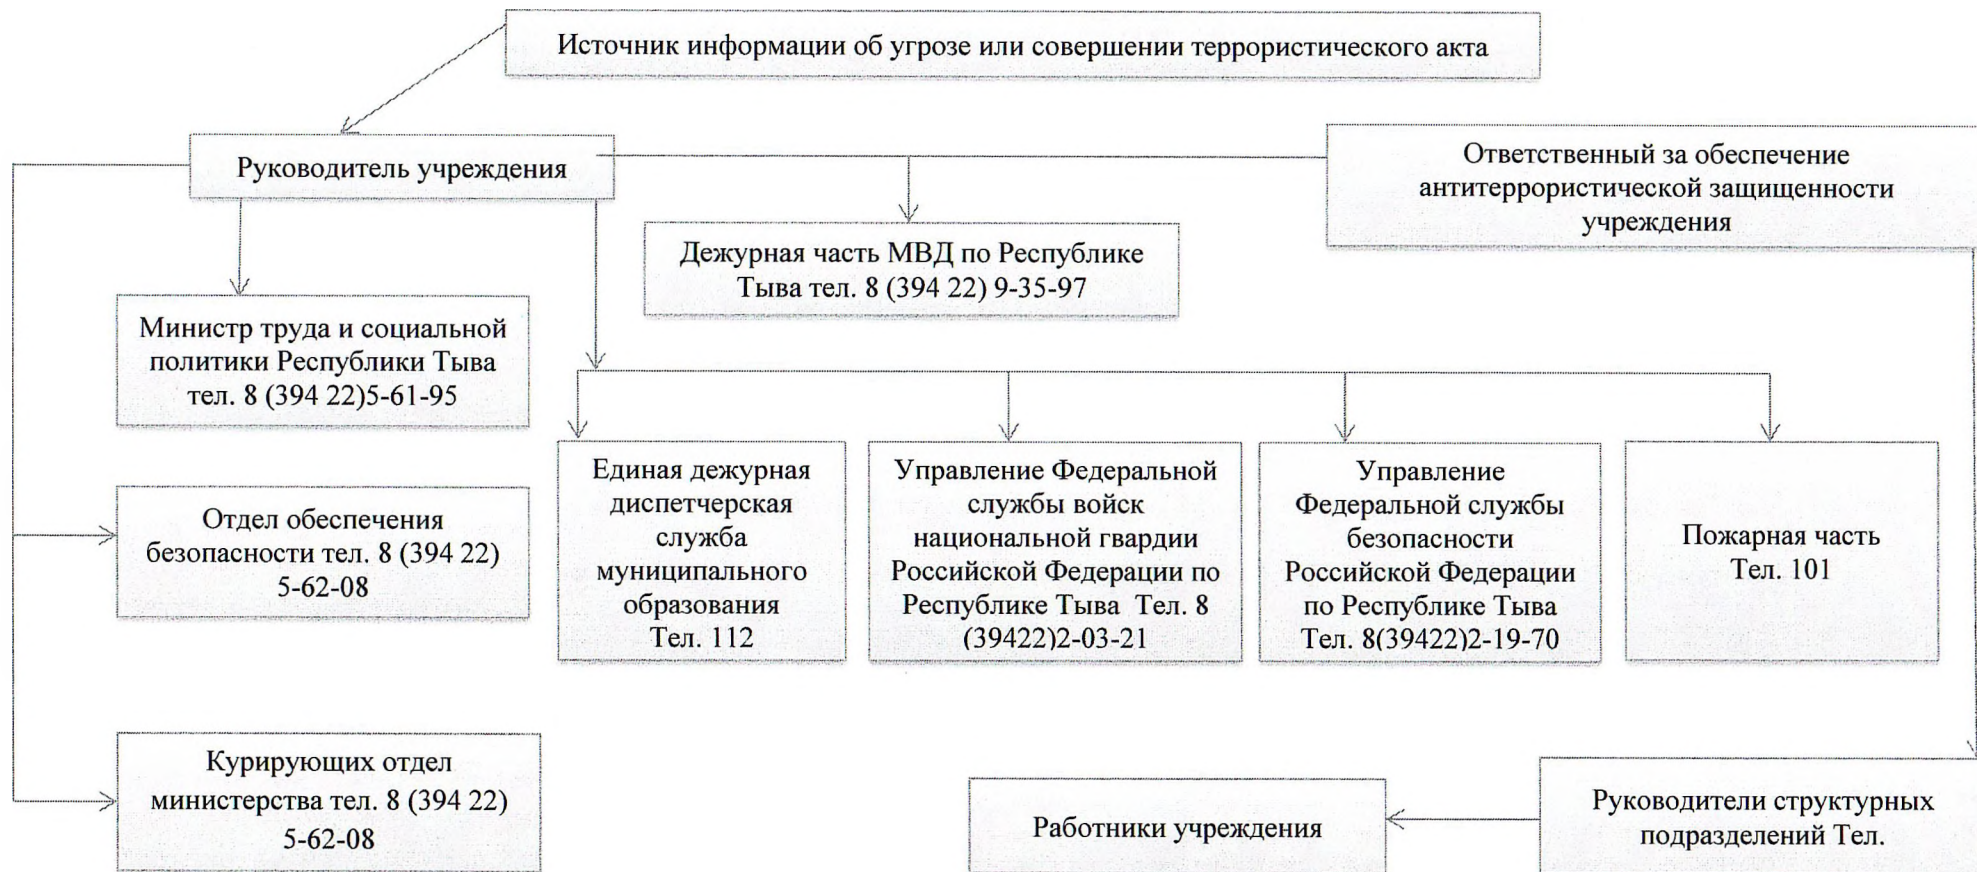 Источник информации об угрозе или совершении террористического акта
Руководитель учреждения
Ответственный за обеспечение
антитеррористической защищенности
учреждения
Дежурная часть МВД по Республике
Тыва тел. 8 (394 22) 9-35-97
Министр труда и социальной
политики Республики Тыва
тел. 8 (394 22)5-61-95
Единая дежурная
диспетчерская
служба
муниципального
образования
Тел. 112
Управление Федеральной
службы войск
национальной гвардии
Российской Федерации по
Республике Тыва Тел. 8
(39422)2-03-21
Управление
Федеральной службы
безопасности
Российской Федерации
по Республике Тыва
Тел. 8(39422)2-19-70
Пожарная часть
Тел. 101
Отдел обеспечения
безопасности тел. 8 (394 22)
5-62-08
Курирующих отдел
министерства тел. 8 (394 22)
5-62-08
Работники учреждения
Руководители структурных
подразделений Тел.